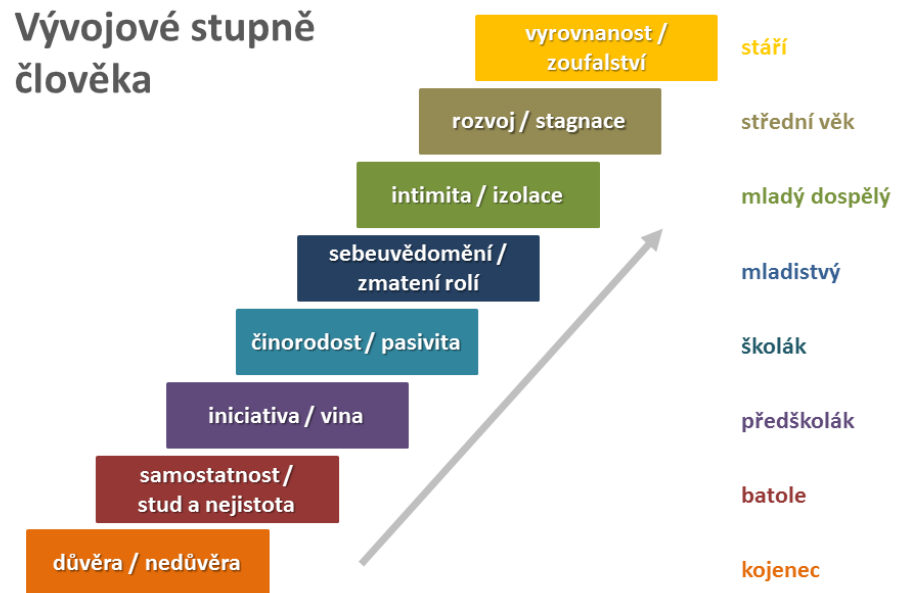 Vývojové stupně
člověka
vyrovnanost /
zoufalství
stáří
rozvoj / stagnace
střední věk
intimita / izolace
mladý dospělý
sebeuvědomění /
zmatení rolí
mladistvý
činorodost / pasivita
školák
iniciativa / vina
předškolák
samostatnost /
stud a nejistota
batole
důvěra / nedůvěra
kojenec